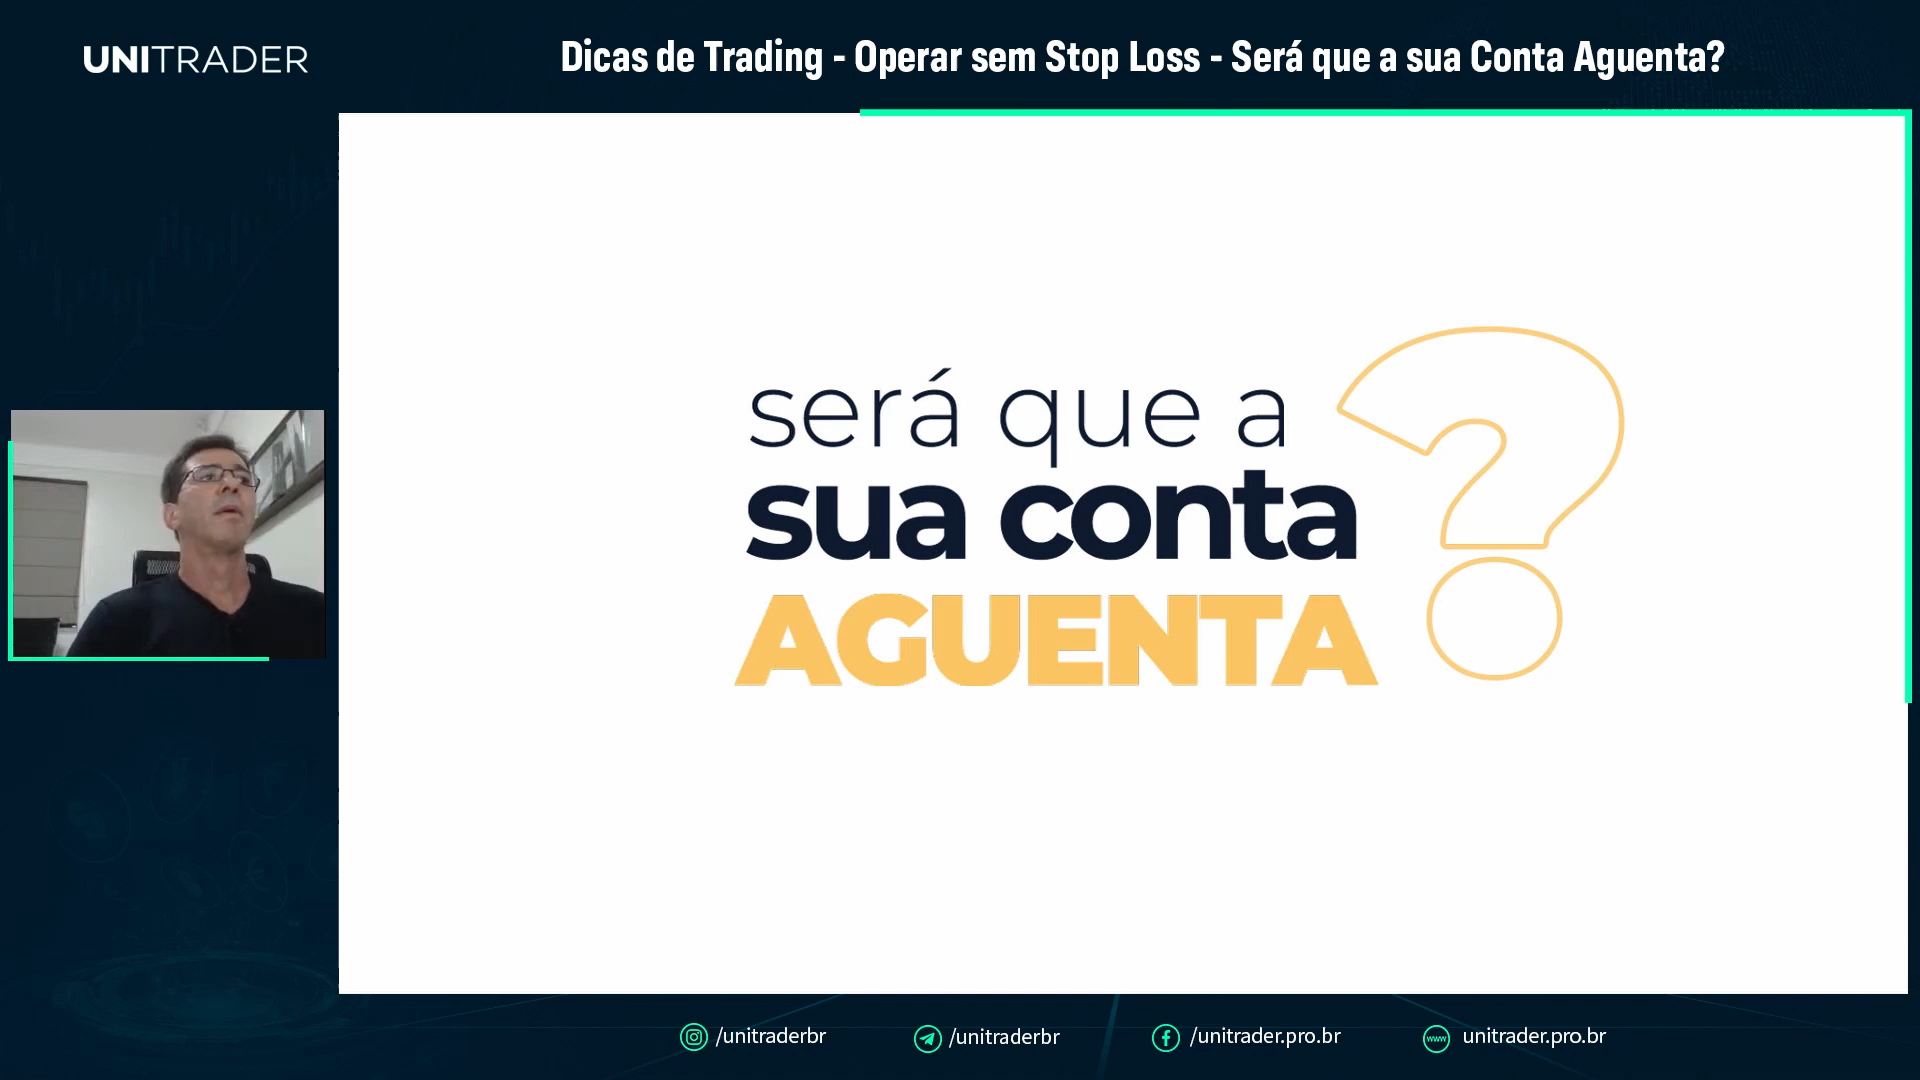 UNITRADER
Dicas de Trading - Operar sem Stop Loss - Será que a sua Conta Aguenta?
será que a
sua conta
AGUENTA
?
/unitraderbr
/unitraderbr
/unitrader.pro.br
www
unitrader.pro.br